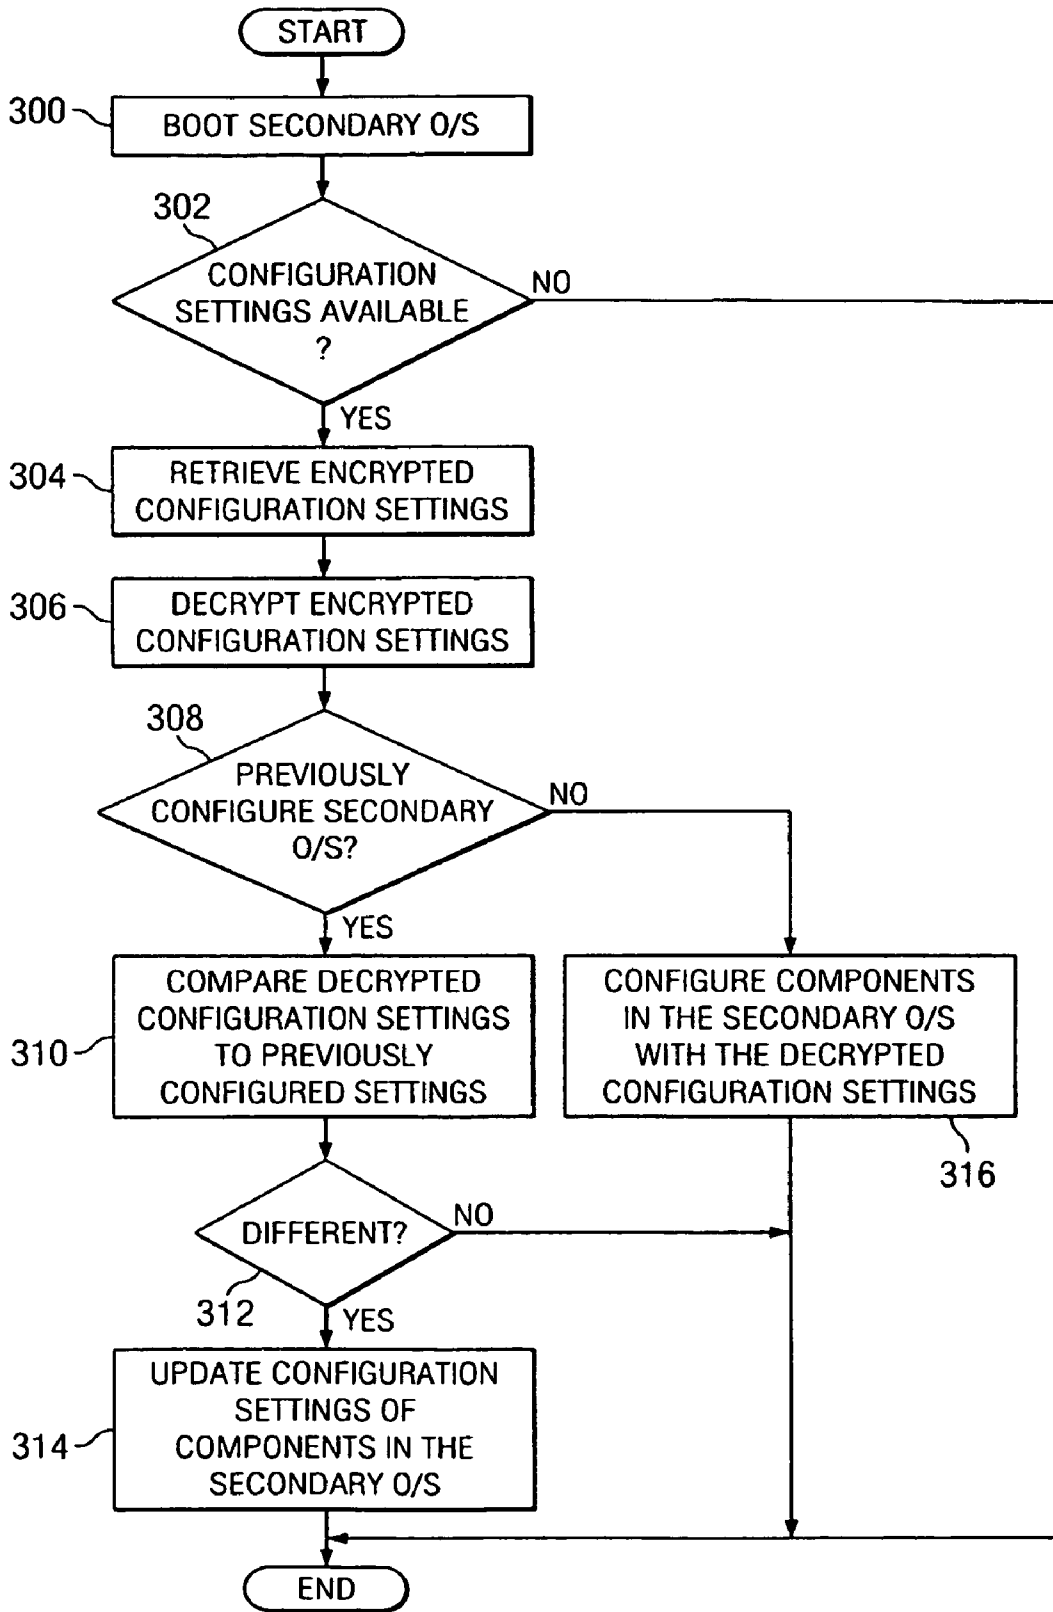 START
300
BOOT SECONDARY O/S
302
CONFIGURATION
SETTINGS AVAILABLE
?
NO
YES
304
RETRIEVE ENCRYPTED
CONFIGURATION SETTINGS
306
DECRYPT ENCRYPTED
CONFIGURATION SETTINGS
308
PREVIOUSLY
CONFIGURE SECONDARY
O/S?
NO
YES
310
COMPARE DECRYPTED
CONFIGURATION SETTINGS
TO PREVIOUSLY
CONFIGURED SETTINGS
CONFIGURE COMPONENTS
IN THE SECONDARY O/S
WITH THE DECRYPTED
CONFIGURATION SETTINGS
316
DIFFERENT?
NO
312
YES
314
UPDATE CONFIGURATION
SETTINGS OF
COMPONENTS IN THE
SECONDARY O/S
END